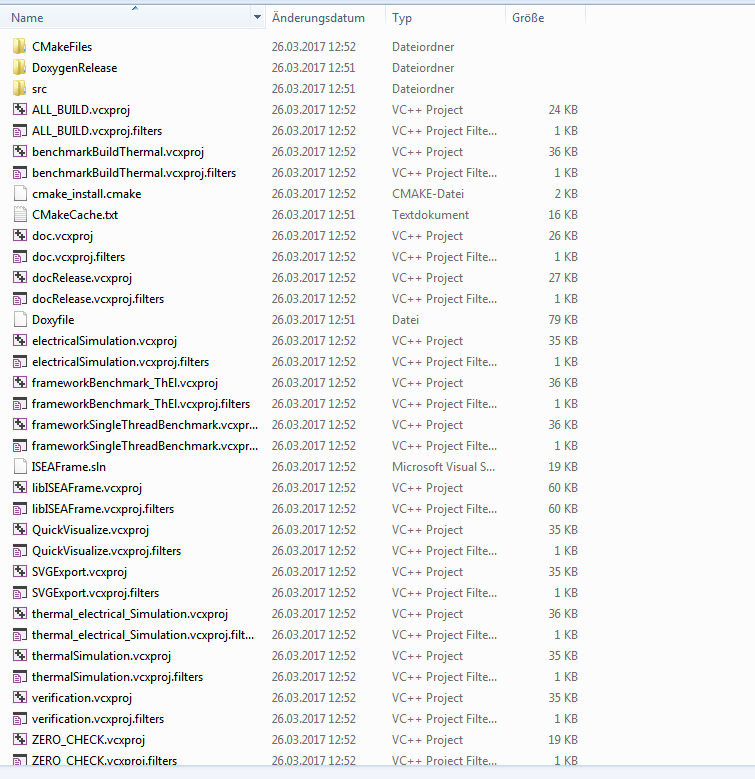 Name Änderungsdatum Typ Größe
CMakeFiles 26.03.2017 12:52 Dateiordner
DoxygenRelease 26.03.2017 12:51 Dateiordner
src 26.03.2017 12:52 Dateiordner
ALL_BUILD.vcxproj 26.03.2017 12:52 VC++ Project 24 KB
ALL_BUILD.vcxproj.filters 26.03.2017 12:52 VC++ Project Filte... 1 KB
benchmarkBuildThermal.vcxproj 26.03.2017 12:52 VC++ Project 36 KB
benchmarkBuildThermal.vcxproj.filters 26.03.2017 12:52 VC++ Project Filte... 1 KB
cmake_install.cmake 26.03.2017 12:52 CMAKE-Datei 2 KB
CMakeCache.txt 26.03.2017 12:51 Textdokument 16 KB
doc.vcxproj 26.03.2017 12:52 VC++ Project 26 KB
doc.vcxproj.filters 26.03.2017 12:52 VC++ Project Filte... 1 KB
docRelease.vcxproj 26.03.2017 12:52 VC++ Project 27 KB
docRelease.vcxproj.filters 26.03.2017 12:52 VC++ Project Filte... 1 KB
Doxyfile 26.03.2017 12:51 Datei 79 KB
electricalSimulation.vcxproj 26.03.2017 12:52 VC++ Project 35 KB
electricalSimulation.vcxproj.filters 26.03.2017 12:52 VC++ Project Filte... 1 KB
frameworkBenchmark_ThEl.vcxproj 26.03.2017 12:52 VC++ Project 36 KB
frameworkBenchmark_ThEl.vcxproj.filters 26.03.2017 12:52 VC++ Project Filte... 1 KB
frameworkSingleThreadBenchmark.vcxpr... 26.03.2017 12:52 VC++ Project 36 KB
frameworkSingleThreadBenchmark.vcxpr... 26.03.2017 12:52 VC++ Project Filte... 1 KB
ISEAFrame.sln 26.03.2017 12:52 Microsoft Visual S... 19 KB
libISEAFrame.vcxproj 26.03.2017 12:52 VC++ Project 60 KB
libISEAFrame.vcxproj.filters 26.03.2017 12:52 VC++ Project Filte... 60 KB
QuickVisualize.vcxproj 26.03.2017 12:52 VC++ Project 35 KB
QuickVisualize.vcxproj.filters 26.03.2017 12:52 VC++ Project Filte... 1 KB
SVGExport.vcxproj 26.03.2017 12:52 VC++ Project 35 KB
SVGExport.vcxproj.filters 26.03.2017 12:52 VC++ Project Filte... 1 KB
thermal_electrical_Simulation.vcxproj 26.03.2017 12:52 VC++ Project 36 KB
thermal_electrical_Simulation.vcxproj.filt... 26.03.2017 12:52 VC++ Project Filte... 1 KB
thermalSimulation.vcxproj 26.03.2017 12:52 VC++ Project 35 KB
thermalSimulation.vcxproj.filters 26.03.2017 12:52 VC++ Project Filte... 1 KB
verification.vcxproj 26.03.2017 12:52 VC++ Project 35 KB
verification.vcxproj.filters 26.03.2017 12:52 VC++ Project Filte... 1 KB
ZERO_CHECK.vcxproj 26.03.2017 12:52 VC++ Project 19 KB
ZERO_CHECK.vcxproj.filters 26.03.2017 12:52 VC++ Project Filte... 1 KB